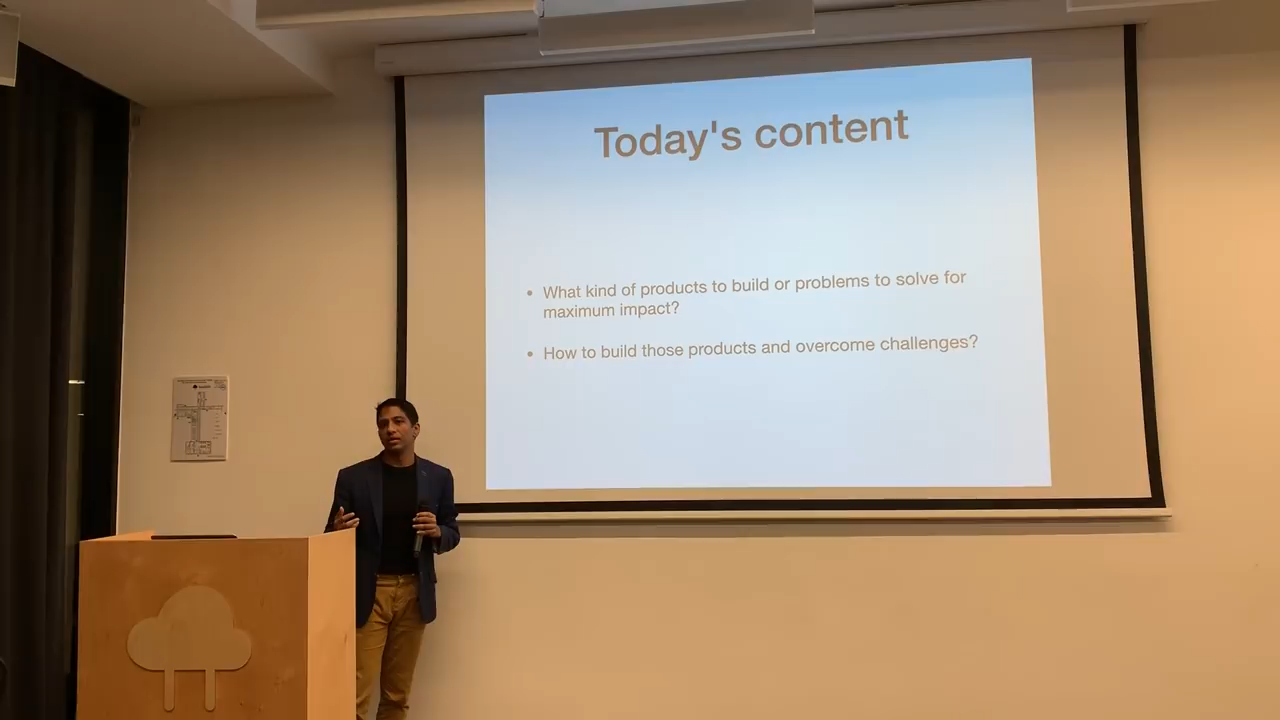 Today's content
• What kind of products to build or problems to solve for
maximum impact?
• How to build those products and overcome challenges?